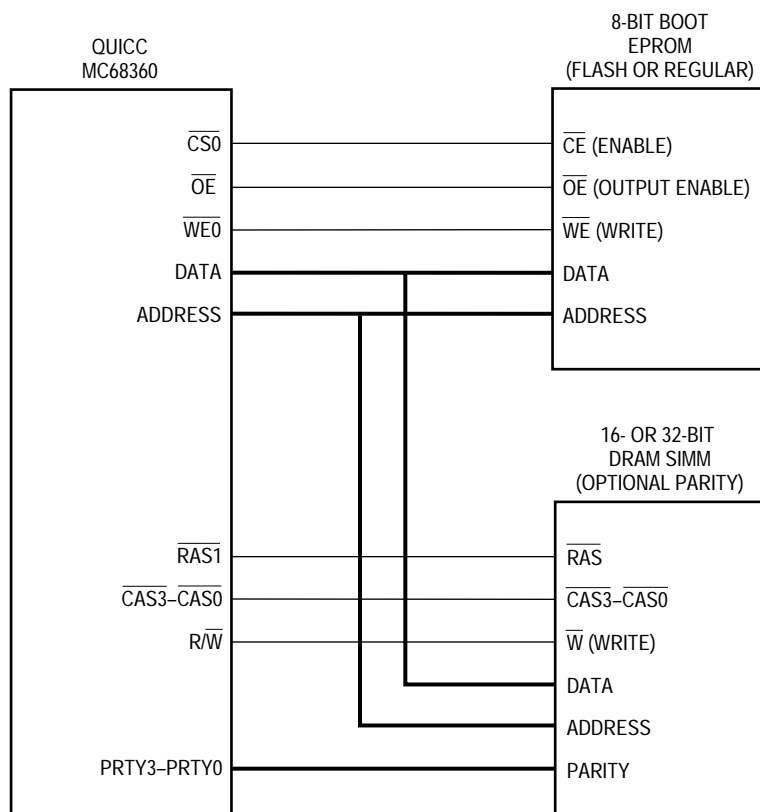 QUICC
MC68360
8-BIT BOOT
EPROM
(FLASH OR REGULAR)
CS0
CE (ENABLE)
OE
OE (OUTPUT ENABLE)
WE0
WE (WRITE)
DATA
DATA
ADDRESS
ADDRESS
16- OR 32-BIT
DRAM SIMM
(OPTIONAL PARITY)
RAS1
RAS
CAS3–CAS0
CAS3–CAS0
R/W
W (WRITE)
DATA
ADDRESS
PRTY3–PRTY0
PARITY